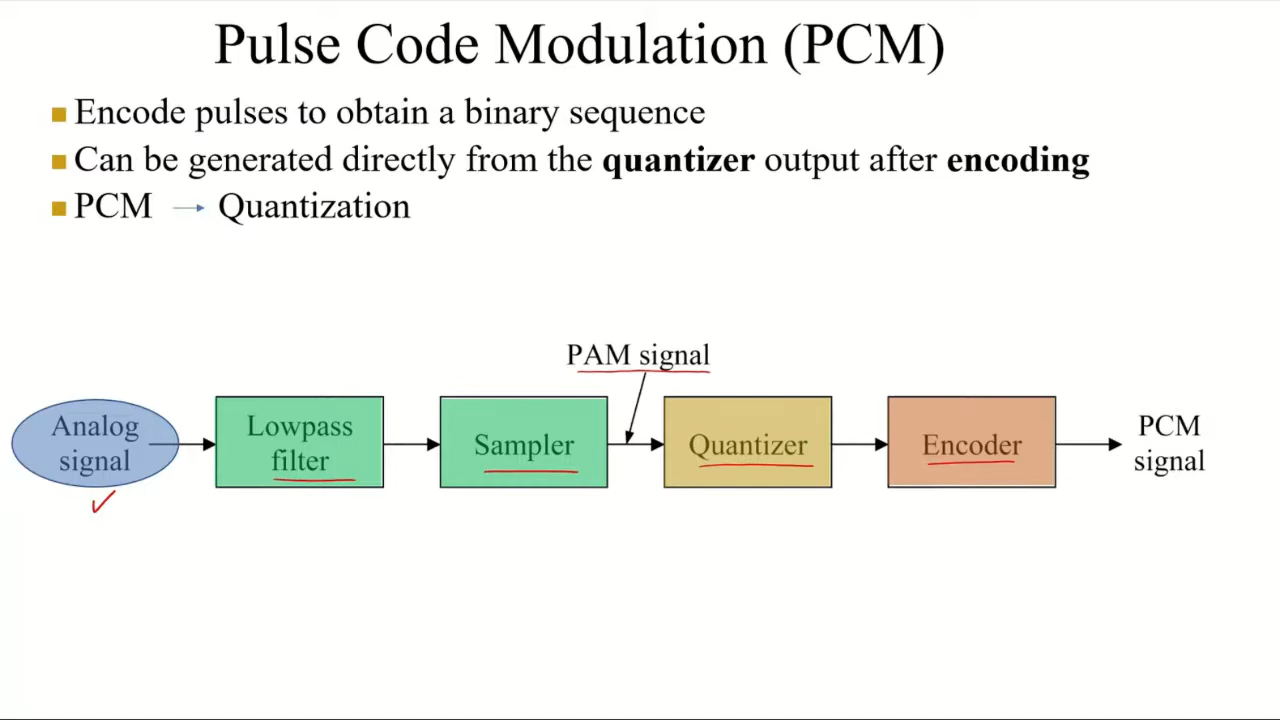 Pulse Code Modulation (PCM)
Encode pulses to obtain a binary sequence
Can be generated directly from the quantizer output after encoding
PCM → Quantization
PAM signal
Analog signal
Lowpass filter
Sampler
Quantizer
Encoder
PCM signal